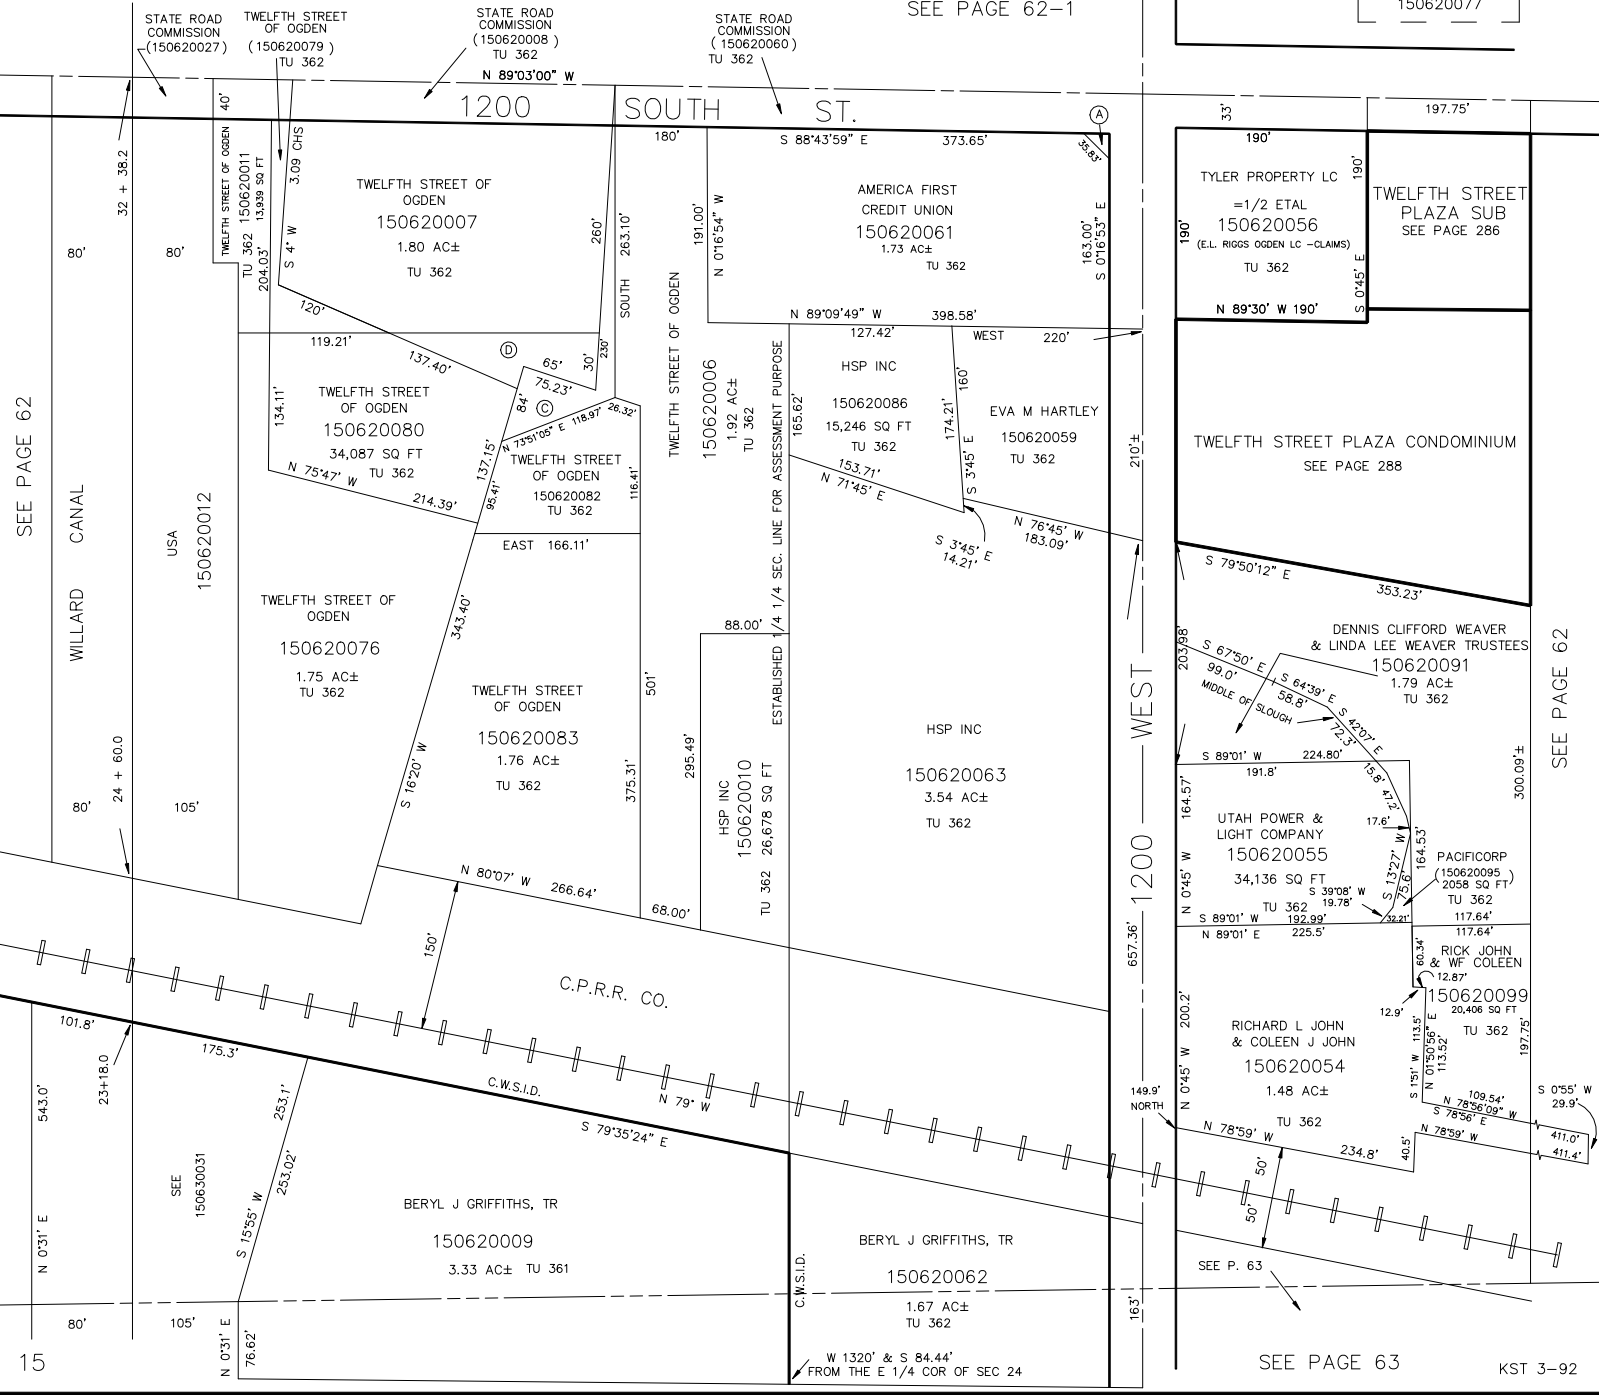 SEE PAGE 62-1
150620077
STATE ROAD
COMMISSION
(150620027)
TWELFTH STREET
OF OGDEN
(150620079 )
TU 362
STATE ROAD
COMMISSION
(150620008 )
TU 362
STATE ROAD
COMMISSION
( 150620060)
TU 362
N 89°03'00" W
1200 SOUTH ST.
A
33'
197.75'
40'
32 + 38.2
80'
80'
TWELFTH STREET OF OGDEN
TU 362 150620011
13,939 SQ FT
204.03'
3.09 CHS
S 4° W
TWELFTH STREET OF
OGDEN
150620007
1.80 AC±
TU 362
260'
SOUTH 263.10'
180'
191.00'
N 0°16'54" W
S 88°43'59" E 373.65'
35.83'
AMERICA FIRST
CREDIT UNION
150620061
1.73 AC±
TU 362
163.00'
S 0°16'53" E
190'
190'
190'
TYLER PROPERTY LC
=1/2 ETAL
150620056
(E.L. RIGGS OGDEN LC -CLAIMS)
TU 362
S 0°45' E
N 89°30' W 190'
TWELFTH STREET
PLAZA SUB
SEE PAGE 286
120'
119.21'
137.40'
D
65'
75.23'
C
84'
30'
230'
N 73°51'05" E 118.97'
26.32'
134.11'
TWELFTH STREET
OF OGDEN
150620080
34,087 SQ FT
TU 362
N 75°47' W
214.39'
137.15'
95.41'
TWELFTH STREET
OF OGDEN
150620082
TU 362
116.41'
EAST 166.11'
TWELFTH STREET OF OGDEN
150620006
1.92 AC±
TU 362
ESTABLISHED 1/4 1/4 SEC. LINE FOR ASSESSMENT PURPOSE
N 89°09'49" W 398.58'
127.42'
WEST 220'
HSP INC
150620086
15,246 SQ FT
TU 362
165.62'
153.71'
N 71°45' E
160'
174.21'
S 3°45' E
EVA M HARTLEY
150620059
TU 362
210'±
N 76°45' W
183.09'
S 3°45' E
14.21'
TWELFTH STREET PLAZA CONDOMINIUM
SEE PAGE 288
S 79°50'12" E
353.23'
SEE PAGE 62
WILLARD CANAL
USA
150620012
TWELFTH STREET OF
OGDEN
150620076
1.75 AC±
TU 362
343.40'
S 16°20' W
TWELFTH STREET
OF OGDEN
150620083
1.76 AC±
TU 362
501'
375.31'
88.00'
295.49'
HSP INC
150620010
TU 362 26,678 SQ FT
HSP INC
150620063
3.54 AC±
TU 362
1200 WEST
203.98'
S 67°50' E
99.0'
MIDDLE OF SLOUGH
S 64°39' E
58.8'
S 42°07' E
72.3'
15.8'
47.2'
17.6'
DENNIS CLIFFORD WEAVER
& LINDA LEE WEAVER TRUSTEES
150620091
1.79 AC±
TU 362
300.09'±
SEE PAGE 62
S 89°01' W 224.80'
191.8'
164.57'
N 0°45' W
UTAH POWER &
LIGHT COMPANY
150620055
34,136 SQ FT
TU 362
S 39°08' W
19.78'
S 13°27' W
75.6'
164.53'
PACIFICORP
(150620095 )
2058 SQ FT
TU 362
S 89°01' W 192.99'
32.21'
117.64'
N 89°01' E 225.5'
117.64'
24 + 60.0
80'
105'
N 80°07' W 266.64'
68.00'
150'
C.P.R.R. CO.
657.36'
60.34'
RICK JOHN
& WF COLEEN
12.87'
150620099
20,406 SQ FT
TU 362
12.9'
113.5'
S 1°51' W
N 01°50'56" E
113.52'
197.75'
200.2'
N 0°45' W
RICHARD L JOHN
& COLEEN J JOHN
150620054
1.48 AC±
TU 362
149.9'
NORTH
N 78°59' W
234.8'
40.5'
109.54'
N 78°56'09" W
S 78°56' E
N 78°59' W
411.0'
411.4'
S 0°55' W
29.9'
50'
50'
101.8'
175.3'
23+18.0
543.0'
N 0°31' E
C.W.S.I.D.
N 79° W
S 79°35'24" E
253.1'
253.02'
S 15°55' W
SEE
150630031
BERYL J GRIFFITHS, TR
150620009
3.33 AC± TU 361
C.W.S.I.D.
BERYL J GRIFFITHS, TR
150620062
1.67 AC±
TU 362
163'
SEE P. 63
80'
105'
N 0°31' E
76.62'
W 1320' & S 84.44'
FROM THE E 1/4 COR OF SEC 24
15
SEE PAGE 63
KST 3-92